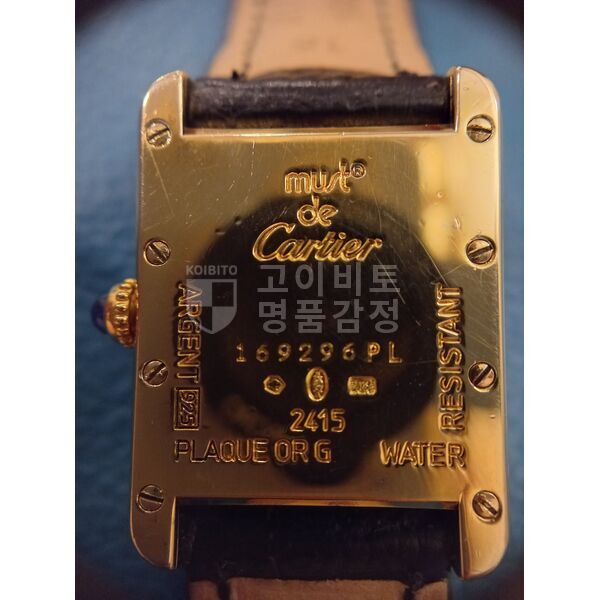 must®
de
Cartier
KOIBITO 고이비토
명품감정
ARGENT 925
169296PL
2415
PLAQUE OR G
WATER
RESISTANT